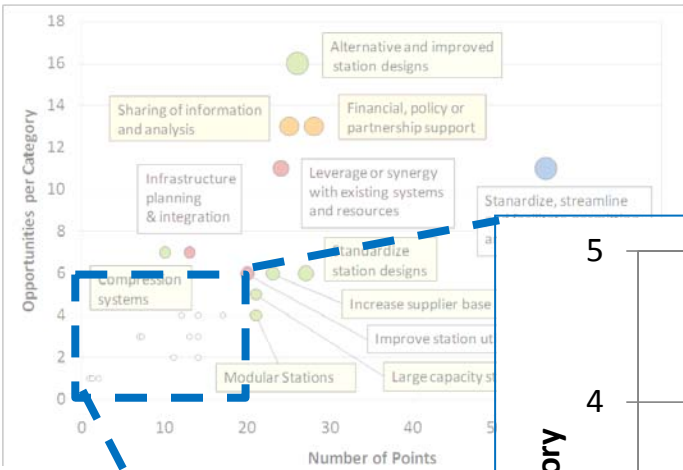 18
16
14
12
10
8
6
4
2
0
Opportunities per Category
Alternative and improved
station designs
Sharing of information
and analysis
Financial, policy or
partnership support
Infrastructure
planning
& integration
Leverage or synergy
with existing systems
and resources
Stanardize, streamline
Compression
systems
Standardize
station designs
Increase supplier base
Improve station ut
Modular Stations
Large capacity st
0
10
20
30
40
5
Number of Points
5
4
ory